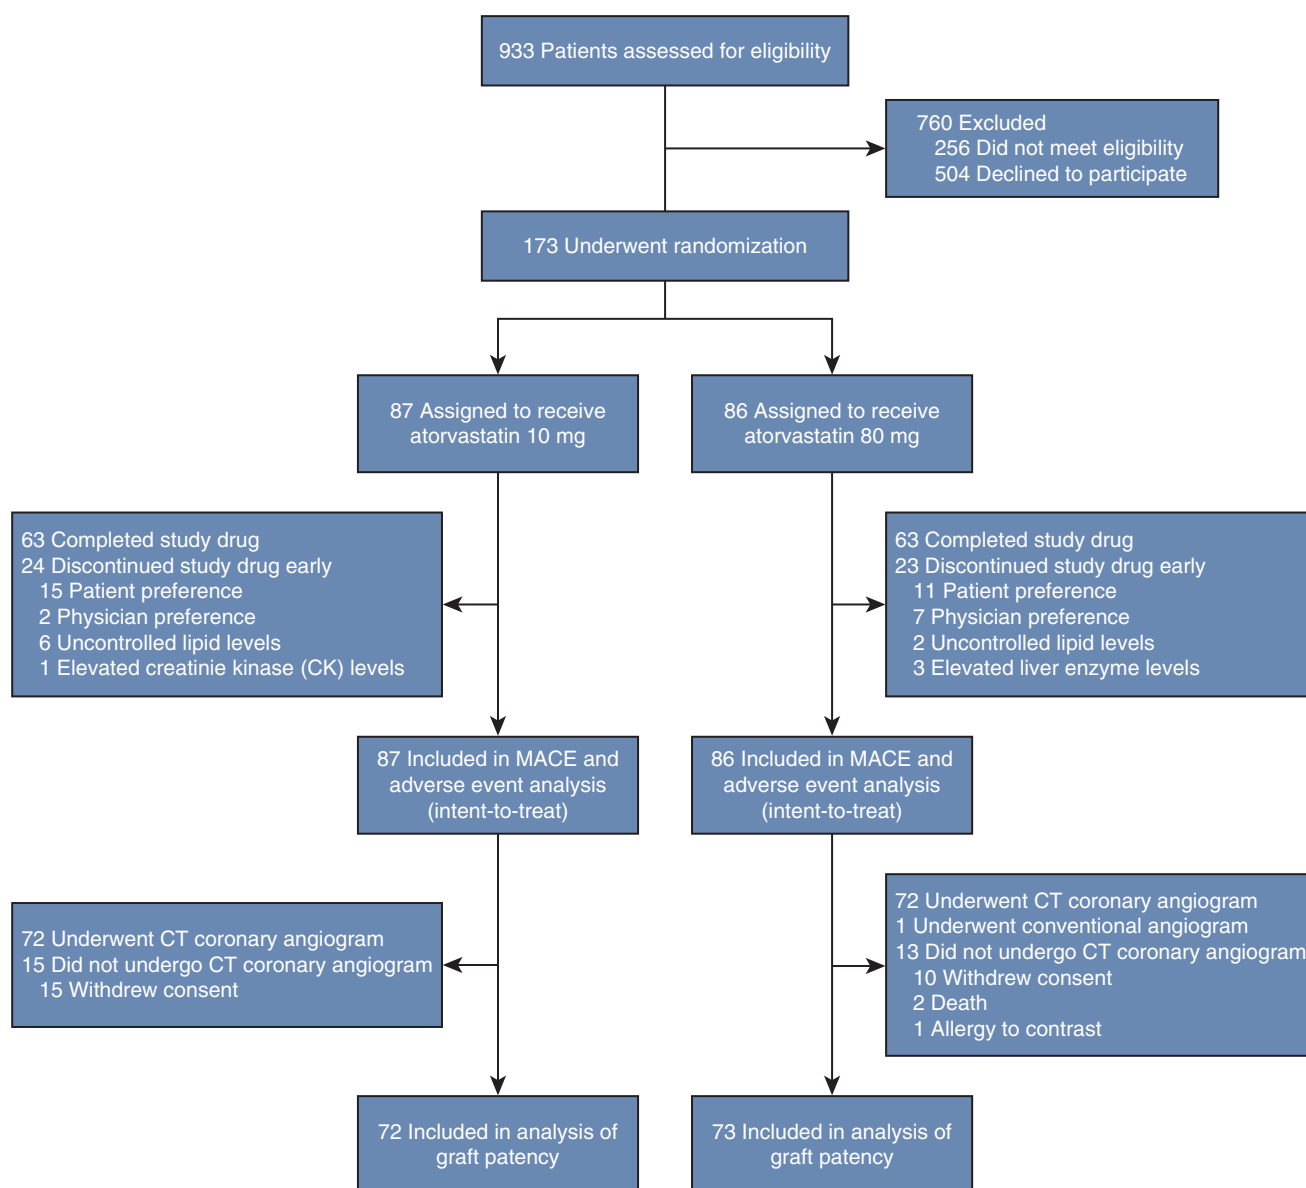 933 Patients assessed for eligibility
760 Excluded
256 Did not meet eligibility
504 Declined to participate
173 Underwent randomization
87 Assigned to receive
atorvastatin 10 mg
86 Assigned to receive
atorvastatin 80 mg
63 Completed study drug
24 Discontinued study drug early
15 Patient preference
2 Physician preference
6 Uncontrolled lipid levels
1 Elevated creatinie kinase (CK) levels
63 Completed study drug
23 Discontinued study drug early
11 Patient preference
7 Physician preference
2 Uncontrolled lipid levels
3 Elevated liver enzyme levels
87 Included in MACE and
adverse event analysis
(intent-to-treat)
86 Included in MACE and
adverse event analysis
(intent-to-treat)
72 Underwent CT coronary angiogram
15 Did not undergo CT coronary angiogram
15 Withdrew consent
72 Underwent CT coronary angiogram
1 Underwent conventional angiogram
13 Did not undergo CT coronary angiogram
10 Withdrew consent
2 Death
1 Allergy to contrast
72 Included in analysis of
graft patency
73 Included in analysis of
graft patency